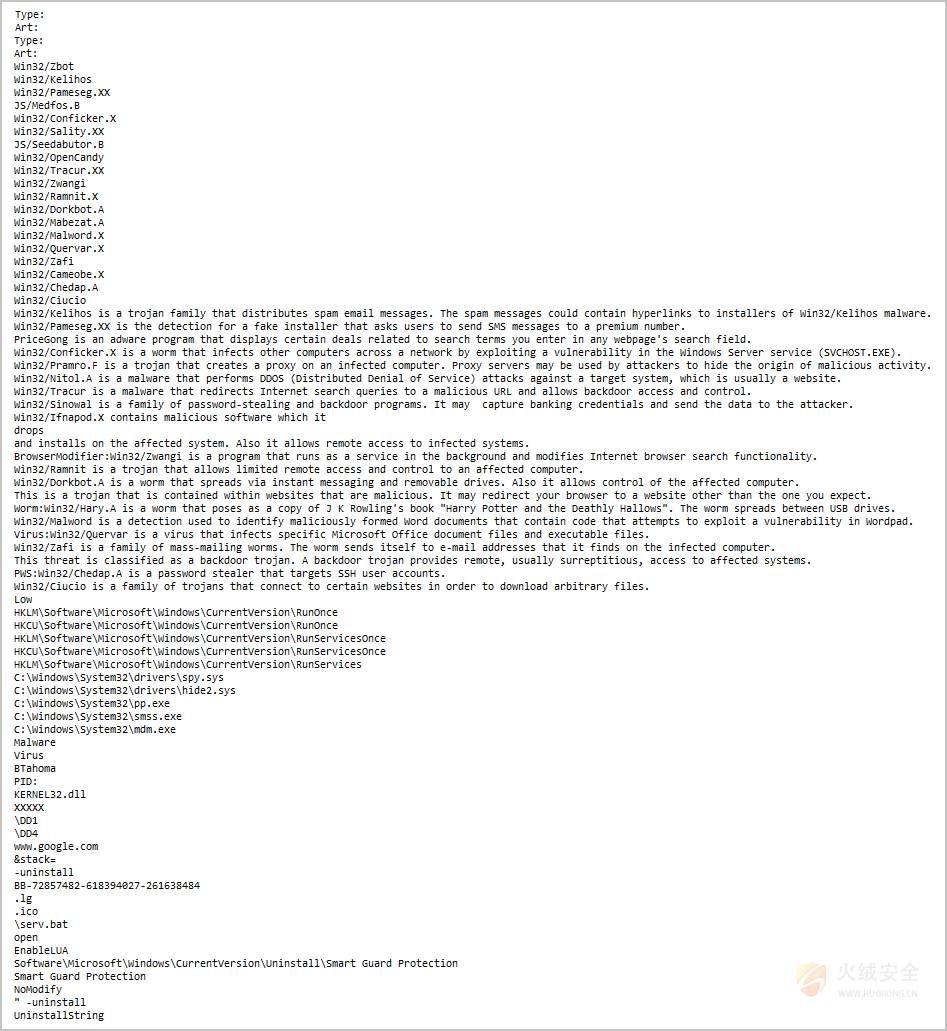 Type:
Art:
Type:
Art:
Win32/Zbot
Win32/Kelihos
Win32/Pameseg.XX
JS/Medfos.B
Win32/Conficker.X
Win32/Sality.XX
JS/Seedabutor.B
Win32/OpenCandy
Win32/Tracur.XX
Win32/Zwangi
Win32/Ramnit.X
Win32/Dorkbot.A
Win32/Mabezat.A
Win32/Malword.X
Win32/Quervar.X
Win32/Zafi
Win32/Cameobe.X
Win32/Chedap.A
Win32/Ciucio
Win32/Kelihos is a trojan family that distributes spam email messages. The spam messages could contain hyperlinks to installers of Win32/Kelihos malware.
Win32/Pameseg.XX is the detection for a fake installer that asks users to send SMS messages to a premium number.
PriceGong is an adware program that displays certain deals related to search terms you enter in any webpage's search field.
Win32/Conficker.X is a worm that infects other computers across a network by exploiting a vulnerability in the Windows Server service (SVCHOST.EXE).
Win32/Pramro.F is a trojan that creates a proxy on an infected computer. Proxy servers may be used by attackers to hide the origin of malicious activity.
Win32/Nitol.A is a malware that performs DDOS (Distributed Denial of Service) attacks against a target system, which is usually a website.
Win32/Tracur is a malware that redirects Internet search queries to a malicious URL and allows backdoor access and control.
Win32/Sinowal is a family of password-stealing and backdoor programs. It may  capture banking credentials and send the data to the attacker.
Win32/Ifnapod.X contains malicious software which it
drops
and installs on the affected system. Also it allows remote access to infected systems.
BrowserModifier:Win32/Zwangi is a program that runs as a service in the background and modifies Internet browser search functionality.
Win32/Ramnit is a trojan that allows limited remote access and control to an affected computer.
Win32/Dorkbot.A is a worm that spreads via instant messaging and removable drives. Also it allows control of the affected computer.
This is a trojan that is contained within websites that are malicious. It may redirect your browser to a website other than the one you expect.
Worm:Win32/Hary.A is a worm that poses as a copy of J K Rowling's book "Harry Potter and the Deathly Hallows". The worm spreads between USB drives.
Win32/Malword is a detection used to identify maliciously formed Word documents that contain code that attempts to exploit a vulnerability in Wordpad.
Virus:Win32/Quervar is a virus that infects specific Microsoft Office document files and executable files.
Win32/Zafi is a family of mass-mailing worms. The worm sends itself to e-mail addresses that it finds on the infected computer.
This threat is classified as a backdoor trojan. A backdoor trojan provides remote, usually surreptitious, access to affected systems.
PWS:Win32/Chedap.A is a password stealer that targets SSH user accounts.
Win32/Ciucio is a family of trojans that connect to certain websites in order to download arbitrary files.
Low
HKLM\Software\Microsoft\Windows\CurrentVersion\RunOnce
HKCU\Software\Microsoft\Windows\CurrentVersion\RunOnce
HKLM\Software\Microsoft\Windows\CurrentVersion\RunServicesOnce
HKCU\Software\Microsoft\Windows\CurrentVersion\RunServicesOnce
HKLM\Software\Microsoft\Windows\CurrentVersion\RunServices
C:\Windows\System32\drivers\spy.sys
C:\Windows\System32\drivers\hide2.sys
C:\Windows\System32\pp.exe
C:\Windows\System32\smss.exe
C:\Windows\System32\mdm.exe
Malware
Virus
BTahoma
PID:
KERNEL32.dll
XXXXX
\DD1
\DD4
www.google.com
&stack=
-uninstall
BB-72857482-618394027-261638484
.lg
.ico
\serv.bat
open
EnableLUA
Software\Microsoft\Windows\CurrentVersion\Uninstall\Smart Guard Protection
Smart Guard Protection
NoModify
" -uninstall
UninstallString
火绒安全
WWW.HUORONG.CN